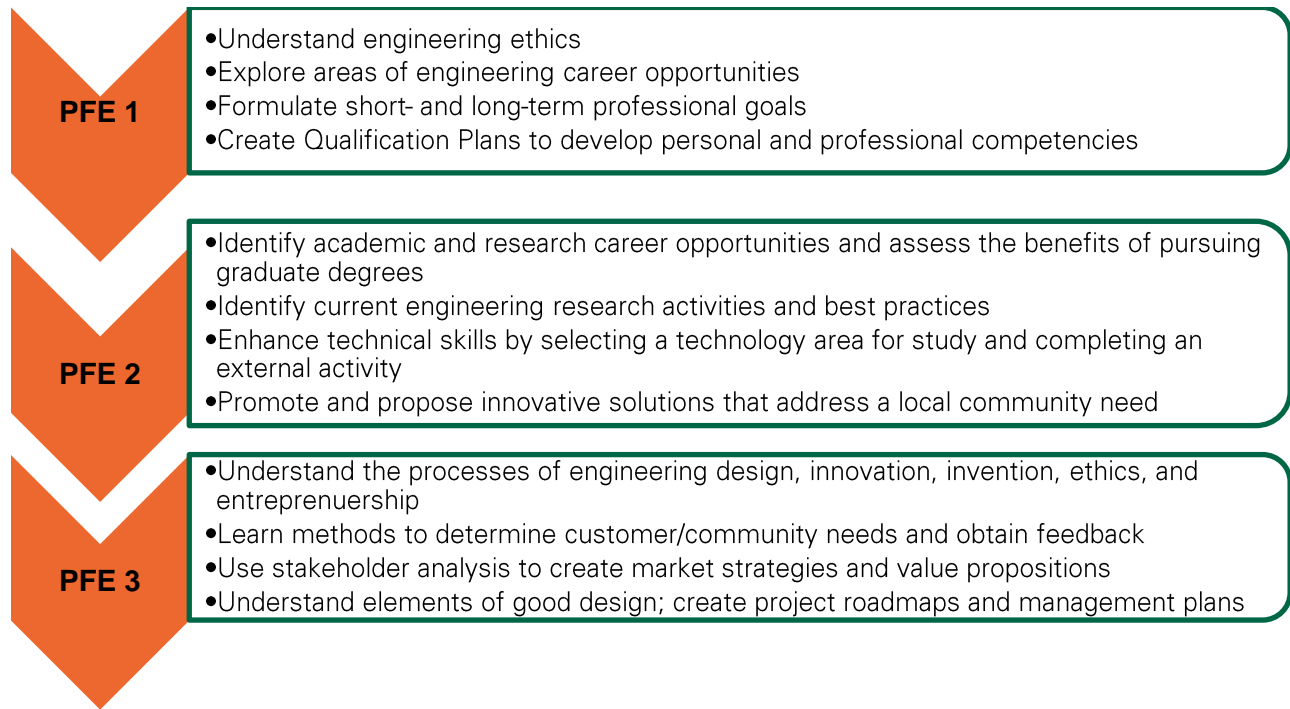 PFE 1
•Understand engineering ethics
•Explore areas of engineering career opportunities
•Formulate short- and long-term professional goals
•Create Qualification Plans to develop personal and professional competencies
PFE 2
•Identify academic and research career opportunities and assess the benefits of pursuing
graduate degrees
•Identify current engineering research activities and best practices
•Enhance technical skills by selecting a technology area for study and completing an
external activity
•Promote and propose innovative solutions that address a local community need
PFE 3
•Understand the processes of engineering design, innovation, invention, ethics, and
entreprenuership
•Learn methods to determine customer/community needs and obtain feedback
•Use stakeholder analysis to create market strategies and value propositions
•Understand elements of good design; create project roadmaps and management plans